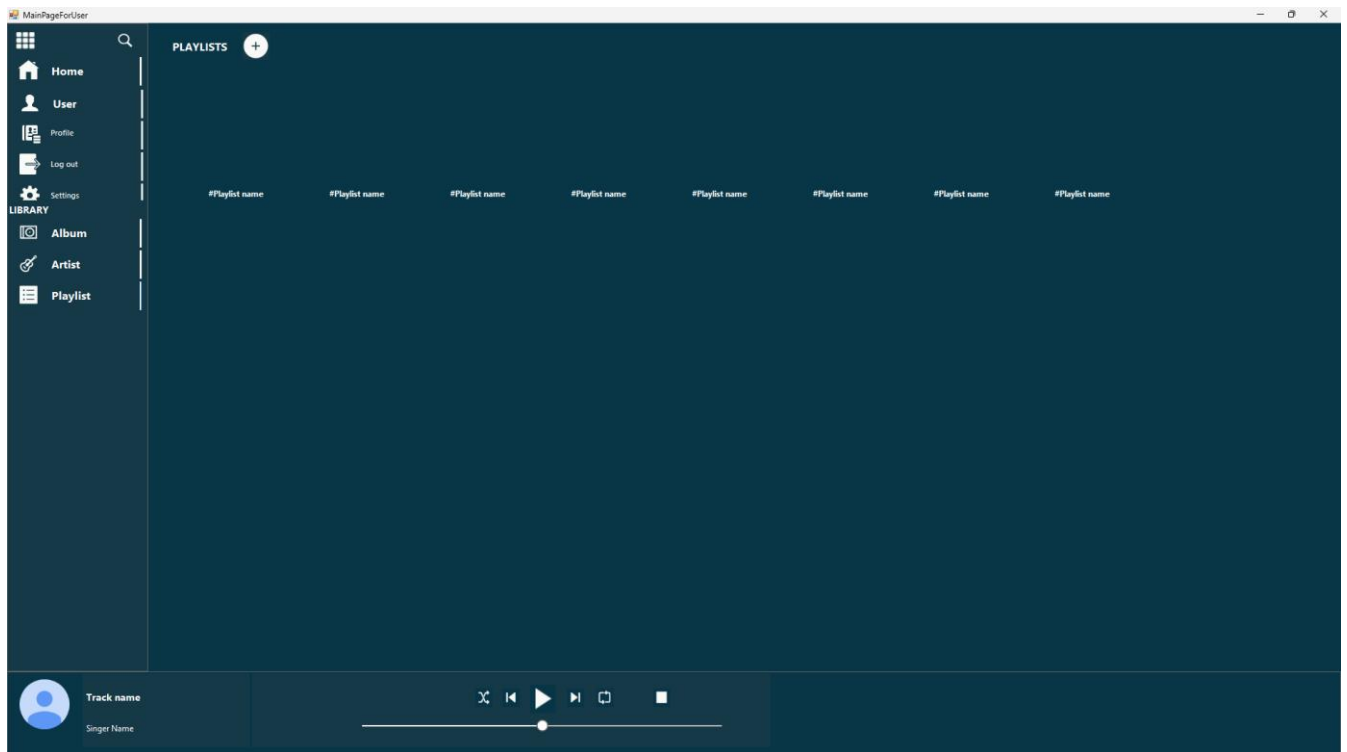 MainPageForUser
PLAYLISTS
Home
User
Profile
Log out
Settings
LIBRARY
Album
Artist
Playlist
#Playlist name #Playlist name #Playlist name #Playlist name #Playlist name #Playlist name #Playlist name #Playlist name
Track name
Singer Name